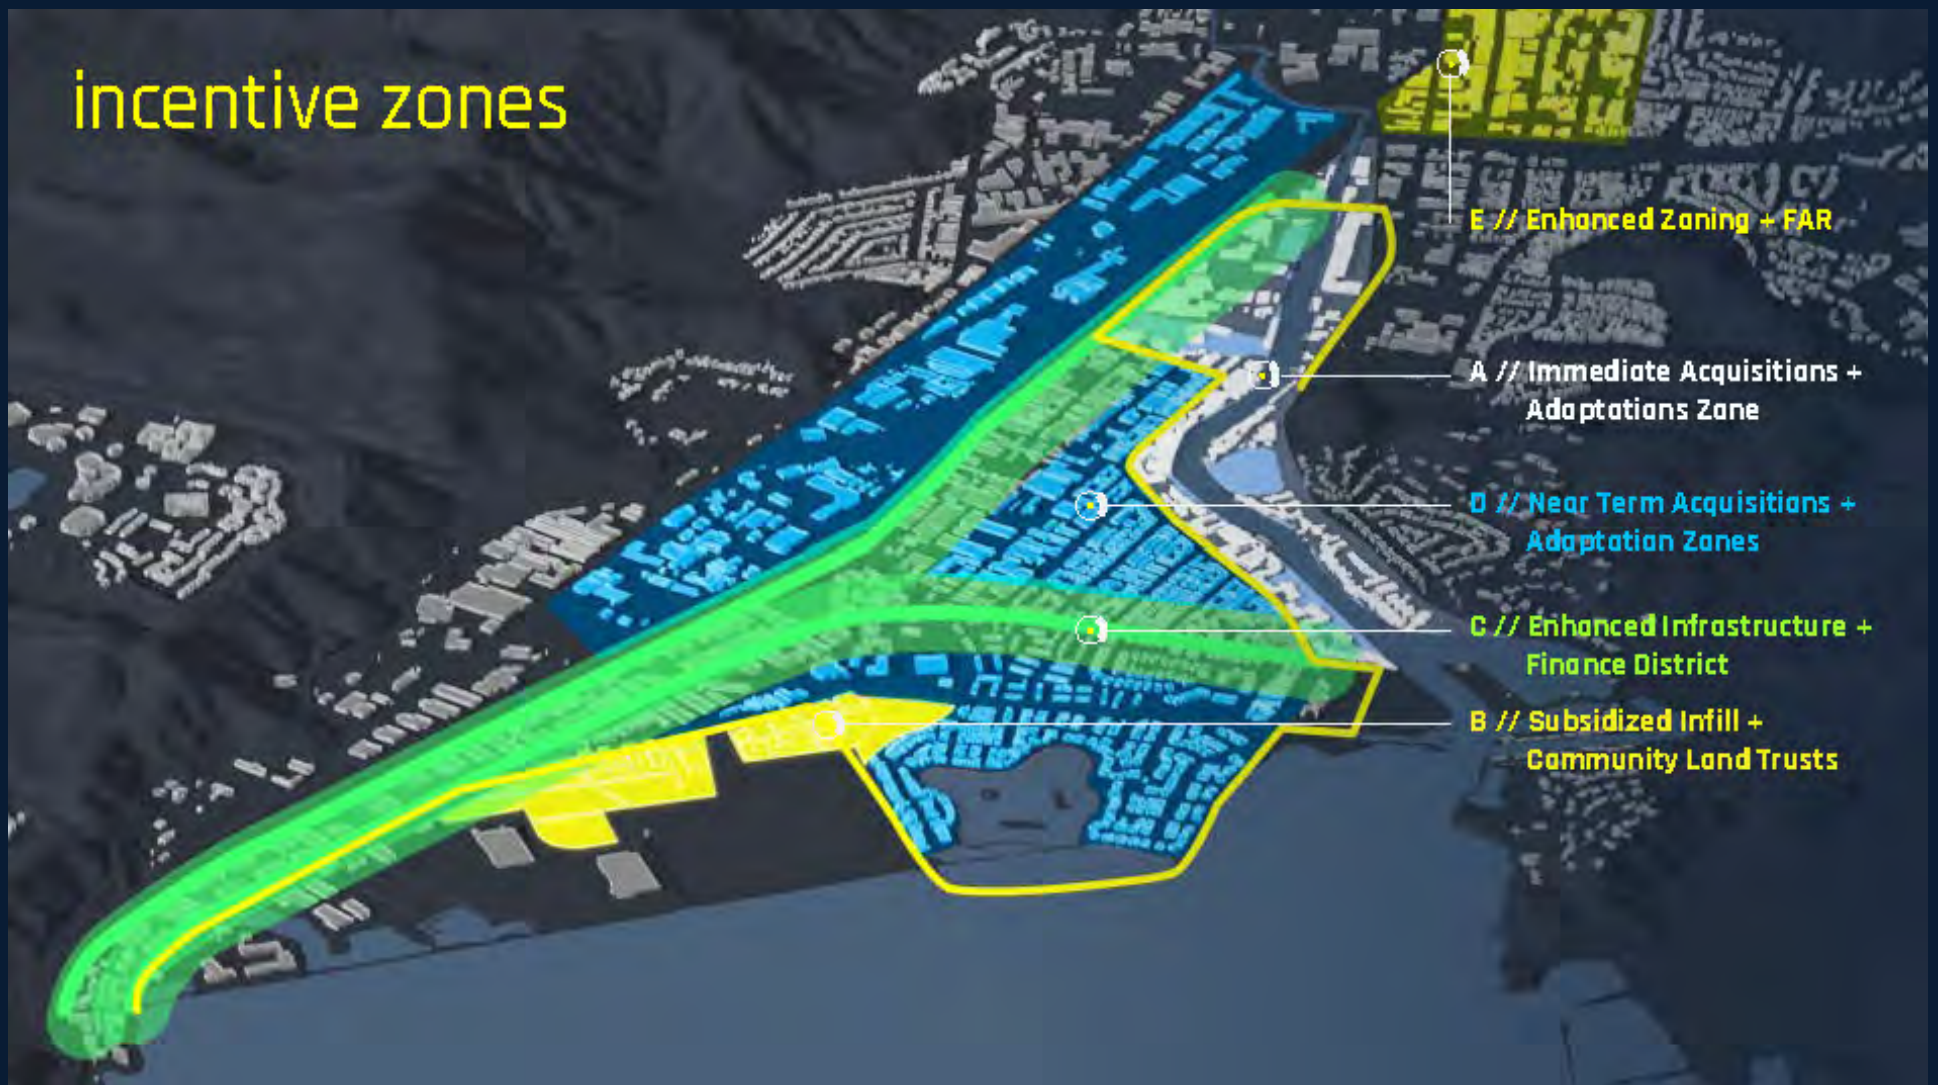 incentive zones
E // Enhanced Zoning + FAR
A // Immediate Acquisitions +
Adaptations Zone
D // Near Term Acquisitions +
Adaptation Zones
C // Enhanced Infrastructure +
Finance District
B // Subsidized Infill +
Community Land Trusts